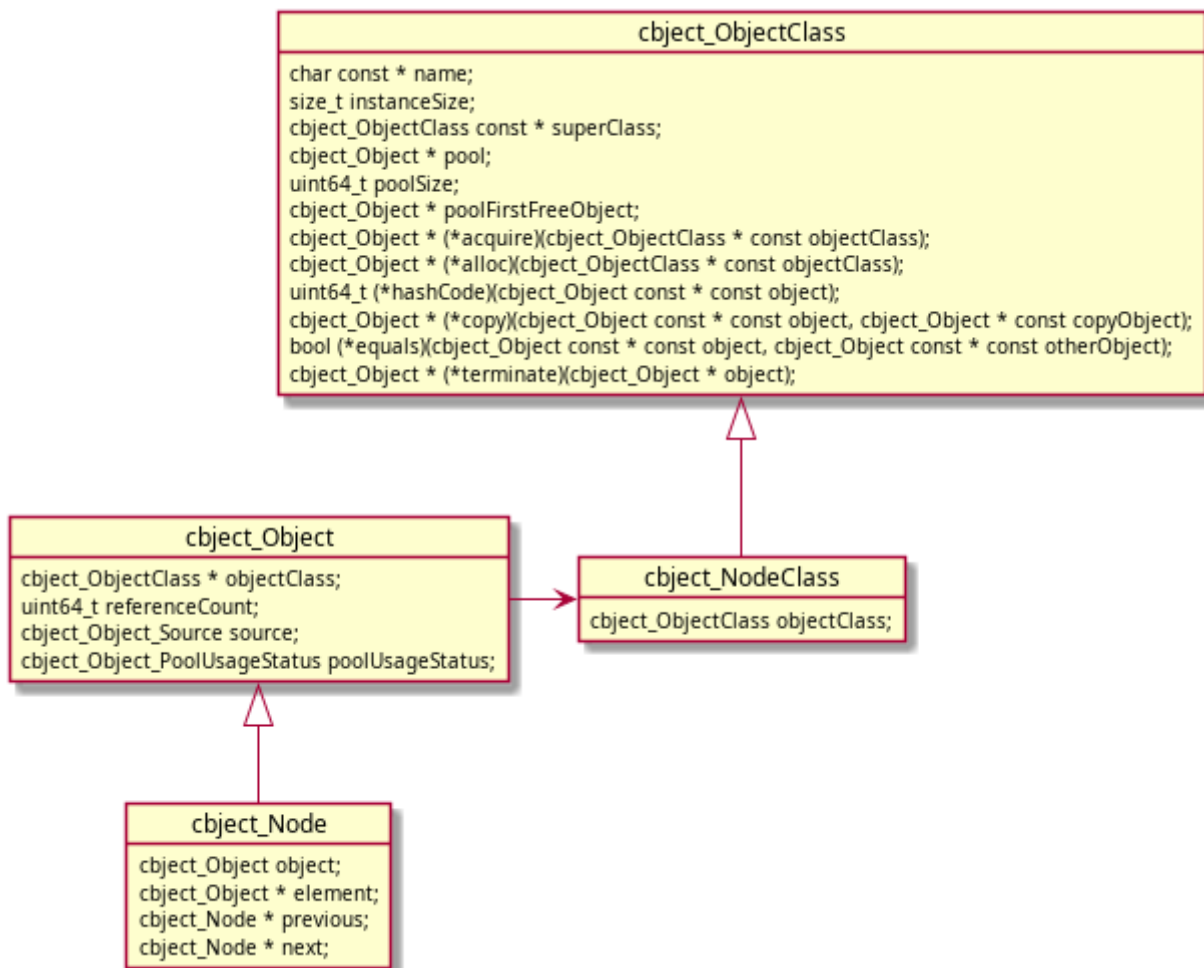 cbject_ObjectClass
char const * name;
size_t instanceSize;
cbject_ObjectClass const * superClass;
cbject_Object * pool;
uint64_t poolSize;
cbject_Object * poolFirstFreeObject;
cbject_Object * (*acquire)(cbject_ObjectClass * const objectClass);
cbject_Object * (*alloc)(cbject_ObjectClass * const objectClass);
uint64_t (*hashCode)(cbject_Object const * const object);
cbject_Object * (*copy)(cbject_Object const * const object, cbject_Object * const copyObject);
bool (*equals)(cbject_Object const * const object, cbject_Object const * const otherObject);
cbject_Object * (*terminate)(cbject_Object * object);
cbject_Object
cbject_ObjectClass * objectClass;
uint64_t referenceCount;
cbject_Object_Source source;
cbject_Object_PoolUsageStatus poolUsageStatus;
cbject_NodeClass
cbject_ObjectClass objectClass;
cbject_Node
cbject_Object object;
cbject_Object * element;
cbject_Node * previous;
cbject_Node * next;